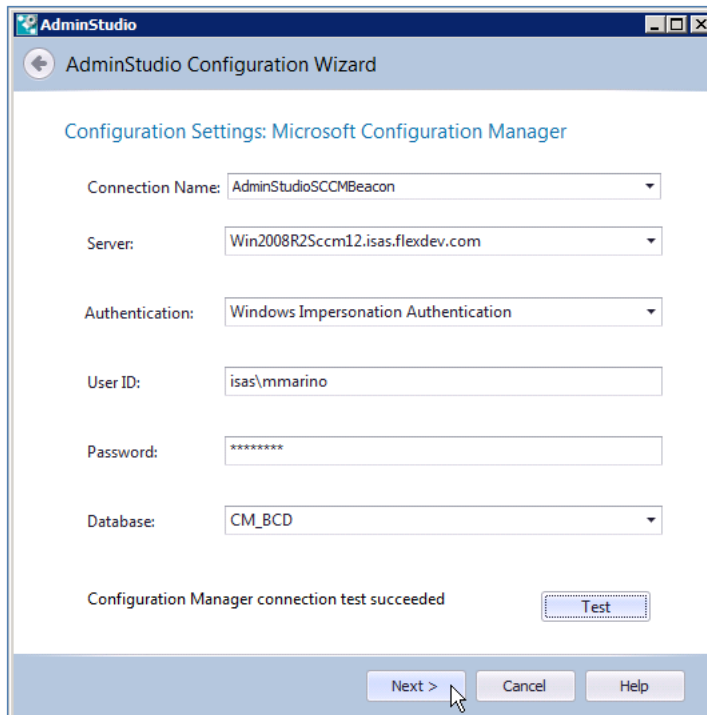 AdminStudio
AdminStudio Configuration Wizard
Configuration Settings: Microsoft Configuration Manager
Connection Name: AdminStudioSCCMBeacon
Server: Win2008R2Sccm12.isas.flexdev.com
Authentication: Windows Impersonation Authentication
User ID: isas\mmarino
Password: ********
Database: CM_BCD
Configuration Manager connection test succeeded Test
Next > Cancel Help